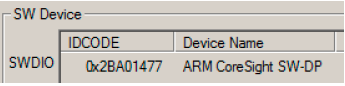 SW Device
IDCODE Device Name
SWDIO 0x2BA01477 ARM CoreSight SW-DP